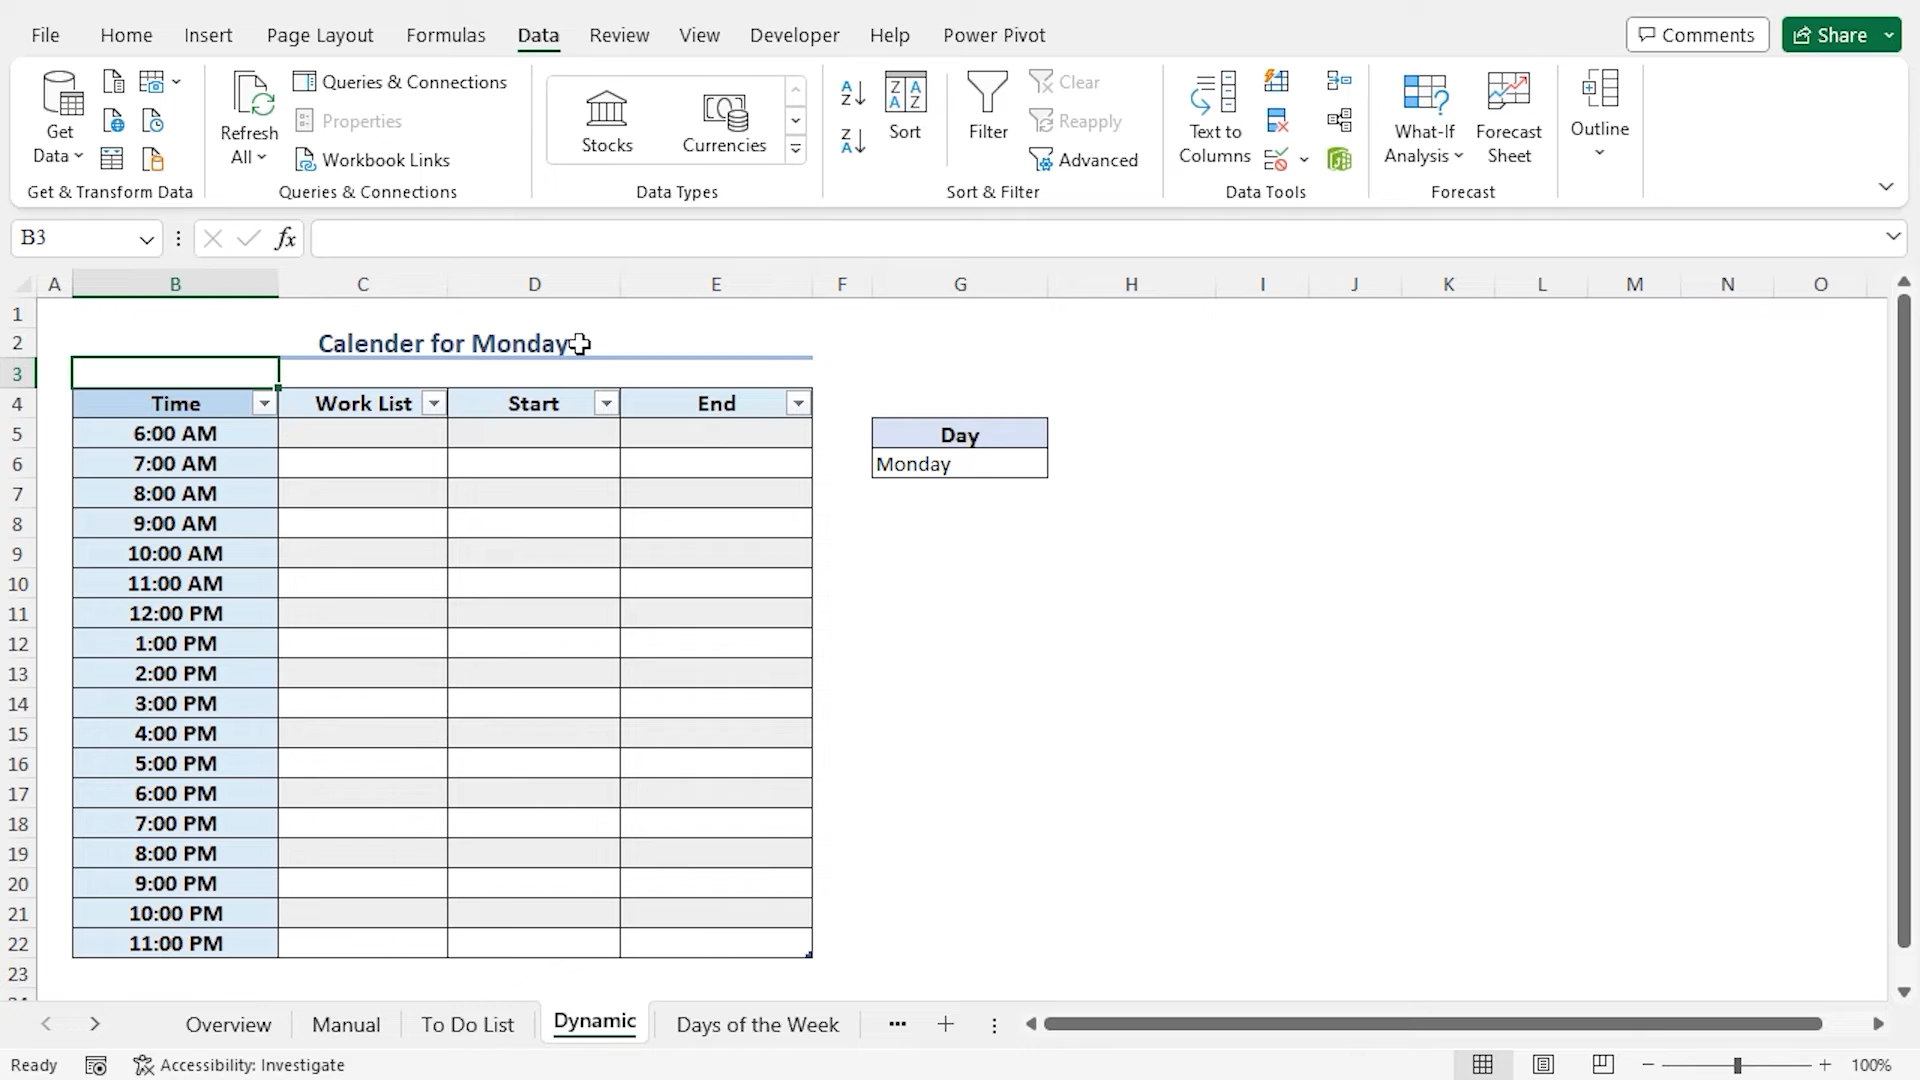 File Home Insert Page Layout Formulas Data Review View Developer Help Power Pivot Comments Share
Get Data
Refresh All
Queries & Connections
Properties
Workbook Links
Stocks
Currencies
Sort
Filter
Clear
Reapply
Advanced
Text to Columns
What-If Analysis
Forecast Sheet
Outline
Get & Transform Data Queries & Connections Data Types Sort & Filter Data Tools Forecast
B3 fx
A B C D E F G H I J K L M N O
1
2 Calender for Monday
3
4 Time Work List Start End
5 6:00 AM Day
6 7:00 AM Monday
7 8:00 AM
8 9:00 AM
9 10:00 AM
10 11:00 AM
11 12:00 PM
12 1:00 PM
13 2:00 PM
14 3:00 PM
15 4:00 PM
16 5:00 PM
17 6:00 PM
18 7:00 PM
19 8:00 PM
20 9:00 PM
21 10:00 PM
22 11:00 PM
23
Overview Manual To Do List Dynamic Days of the Week ...
Ready Accessibility: Investigate 100%